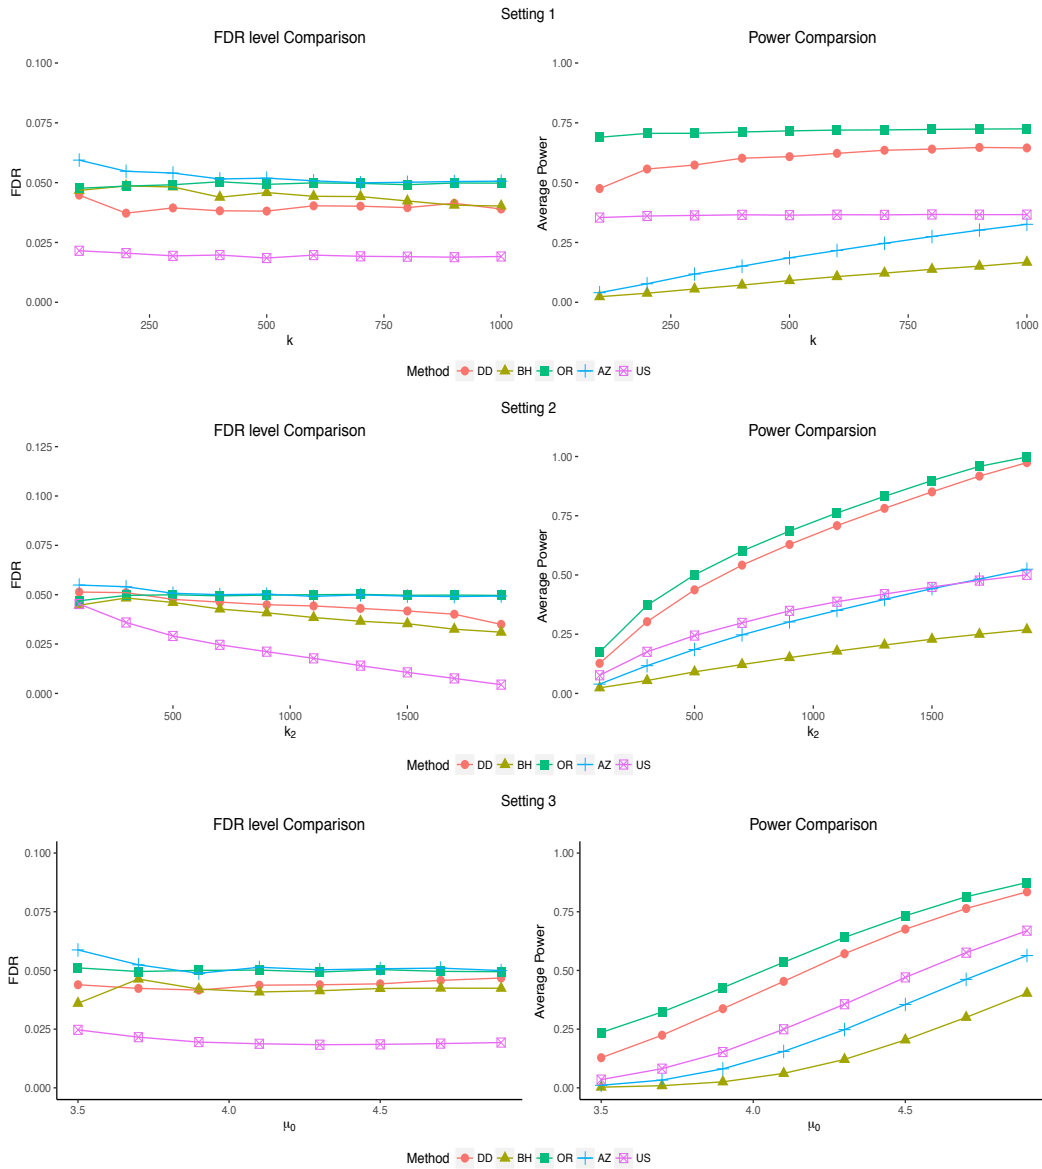 Setting 1
FDR level Comparison
Power Comparsion
0.100
0.075
0.050
0.025
0.000
FDR
250
500
750
1000
k
1.00
0.75
0.50
0.25
0.00
Average Power
250
500
750
1000
k
Method DD BH OR AZ US
Setting 2
FDR level Comparison
Power Comparsion
0.125
0.100
0.075
0.050
0.025
0.000
FDR
500
1000
1500
k₂
1.00
0.75
0.50
0.25
0.00
Average Power
500
1000
1500
k₂
Method DD BH OR AZ US
Setting 3
FDR level Comparison
Power Comparison
0.100
0.075
0.050
0.025
0.000
FDR
3.5
4.0
4.5
μ₀
1.00
0.75
0.50
0.25
0.00
Average Power
3.5
4.0
4.5
μ₀
Method DD BH OR AZ US